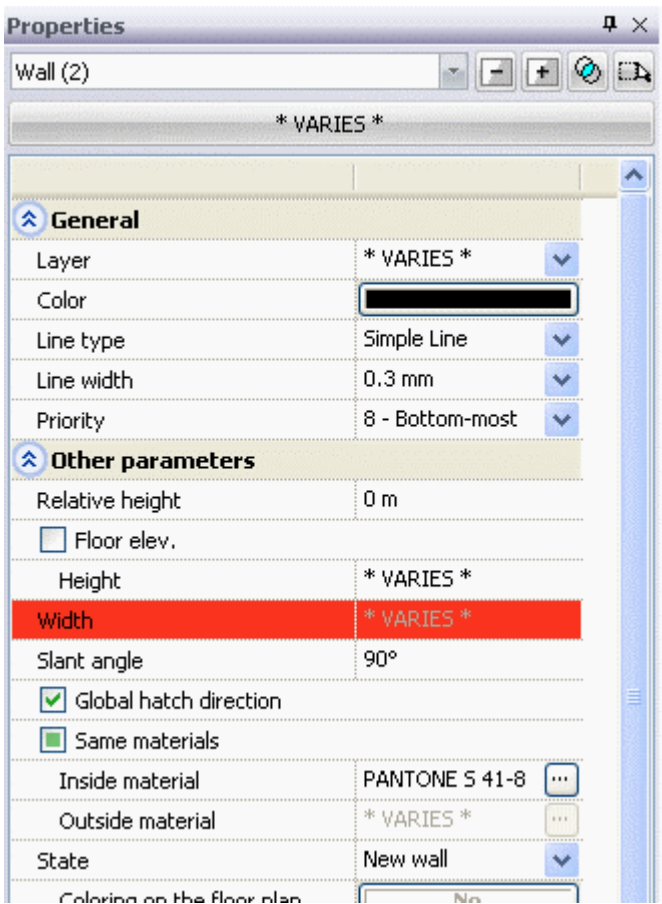 Properties
Wall (2)
* VARIES *
General
Layer * VARIES *
Color
Line type Simple Line
Line width 0.3 mm
Priority 8 - Bottom-most
Other parameters
Relative height 0 m
Floor elev.
Height * VARIES *
Width * VARIES *
Slant angle 90°
Global hatch direction
Same materials
Inside material PANTONE S 41-8 ...
Outside material * VARIES * ...
State New wall
Coloring on the floor plan No